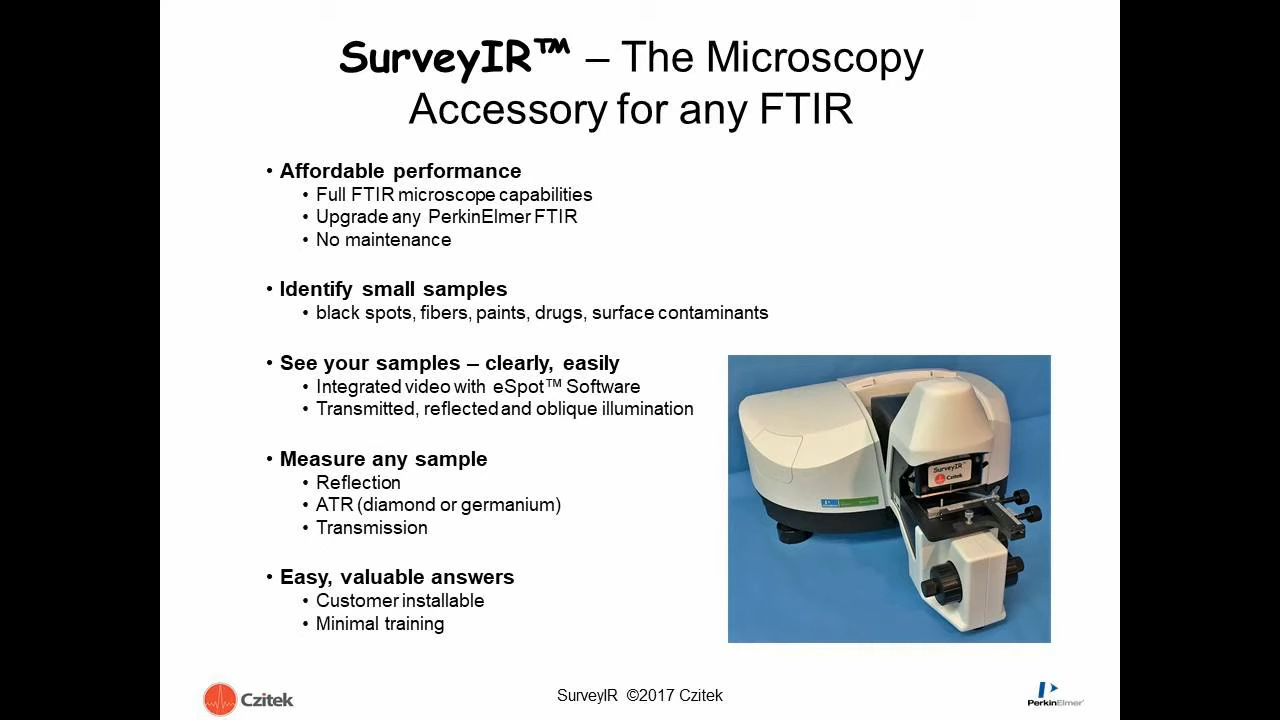 SurveyIR™ – The Microscopy
Accessory for any FTIR
• Affordable performance
• Full FTIR microscope capabilities
• Upgrade any PerkinElmer FTIR
• No maintenance
• Identify small samples
• black spots, fibers, paints, drugs, surface contaminants
• See your samples – clearly, easily
• Integrated video with eSpot™ Software
• Transmitted, reflected and oblique illumination
• Measure any sample
• Reflection
• ATR (diamond or germanium)
• Transmission
• Easy, valuable answers
• Customer installable
• Minimal training
SurveyIR™
Czitek
Czitek
SurveyIR ©2017 Czitek
PerkinElmer